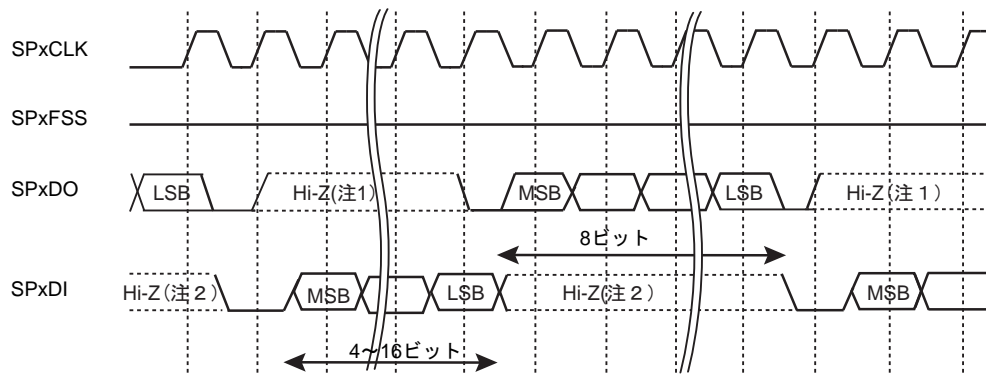 SPxCLK
SPxFSS
SPxDO
LSB
Hi-Z(注1)
MSB
LSB
Hi-Z(注1)
8ビット
SPxDI
Hi-Z(注2)
MSB
LSB
Hi-Z(注2)
MSB
4～16ビット